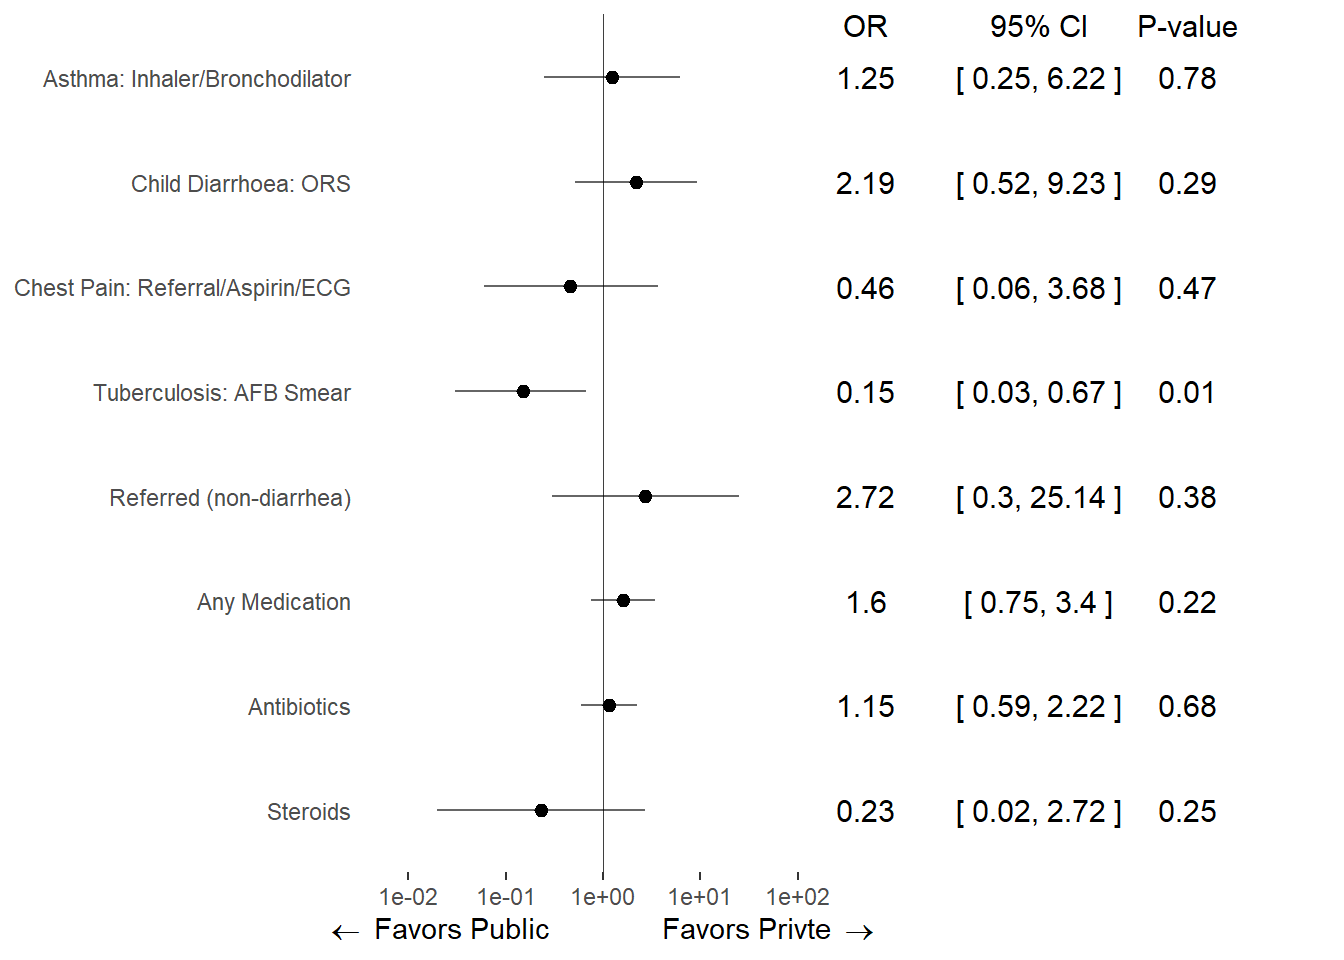 OR 95% CI P-value
Asthma: Inhaler/Bronchodilator 1.25 [ 0.25, 6.22 ] 0.78
Child Diarrhoea: ORS 2.19 [ 0.52, 9.23 ] 0.29
Chest Pain: Referral/Aspirin/ECG 0.46 [ 0.06, 3.68 ] 0.47
Tuberculosis: AFB Smear 0.15 [ 0.03, 0.67 ] 0.01
Referred (non-diarrhea) 2.72 [ 0.3, 25.14 ] 0.38
Any Medication 1.6 [ 0.75, 3.4 ] 0.22
Antibiotics 1.15 [ 0.59, 2.22 ] 0.68
Steroids 0.23 [ 0.02, 2.72 ] 0.25
1e-02 1e-01 1e+00 1e+01 1e+02
← Favors Public Favors Privte →